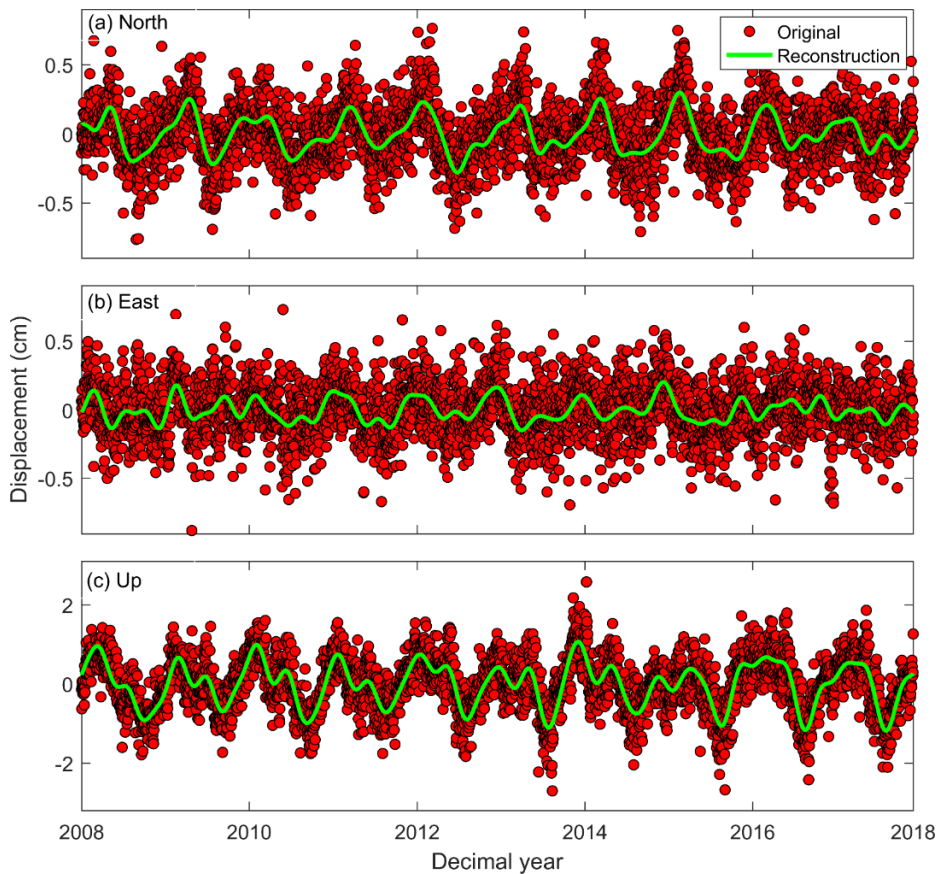 (a) North
Original
Reconstruction
0.5
0
-0.5
(b) East
0.5
0
-0.5
Displacement (cm)
(c) Up
2
0
-2
2008
2010
2012
2014
2016
2018
Decimal year